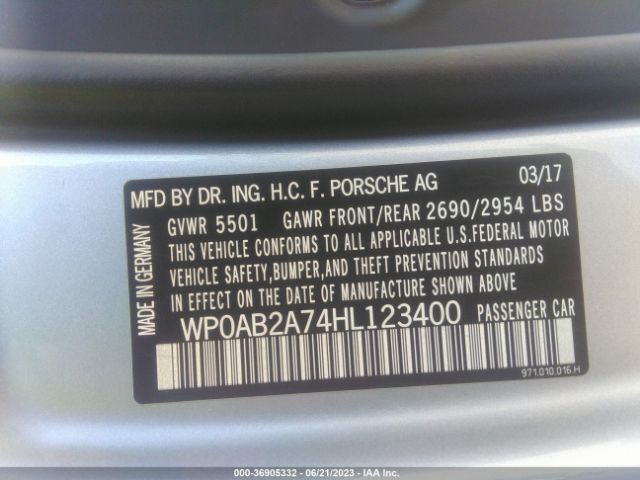 MFD BY DR. ING. H.C. F. PORSCHE AG 03/17
GVWR 5501 GAWR FRONT/REAR 2690/2954 LBS
THIS VEHICLE CONFORMS TO ALL APPLICABLE U.S.FEDERAL MOTOR
VEHICLE SAFETY,BUMPER,AND THEFT PREVENTION STANDARDS
IN EFFECT ON THE DATE OF MANUFACTURE SHOWN ABOVE
WP0AB2A74HL123400 PASSENGER CAR
MADE IN GERMANY
971.010.016.H
000-36905332 - 06/21/2023 - IAA Inc.